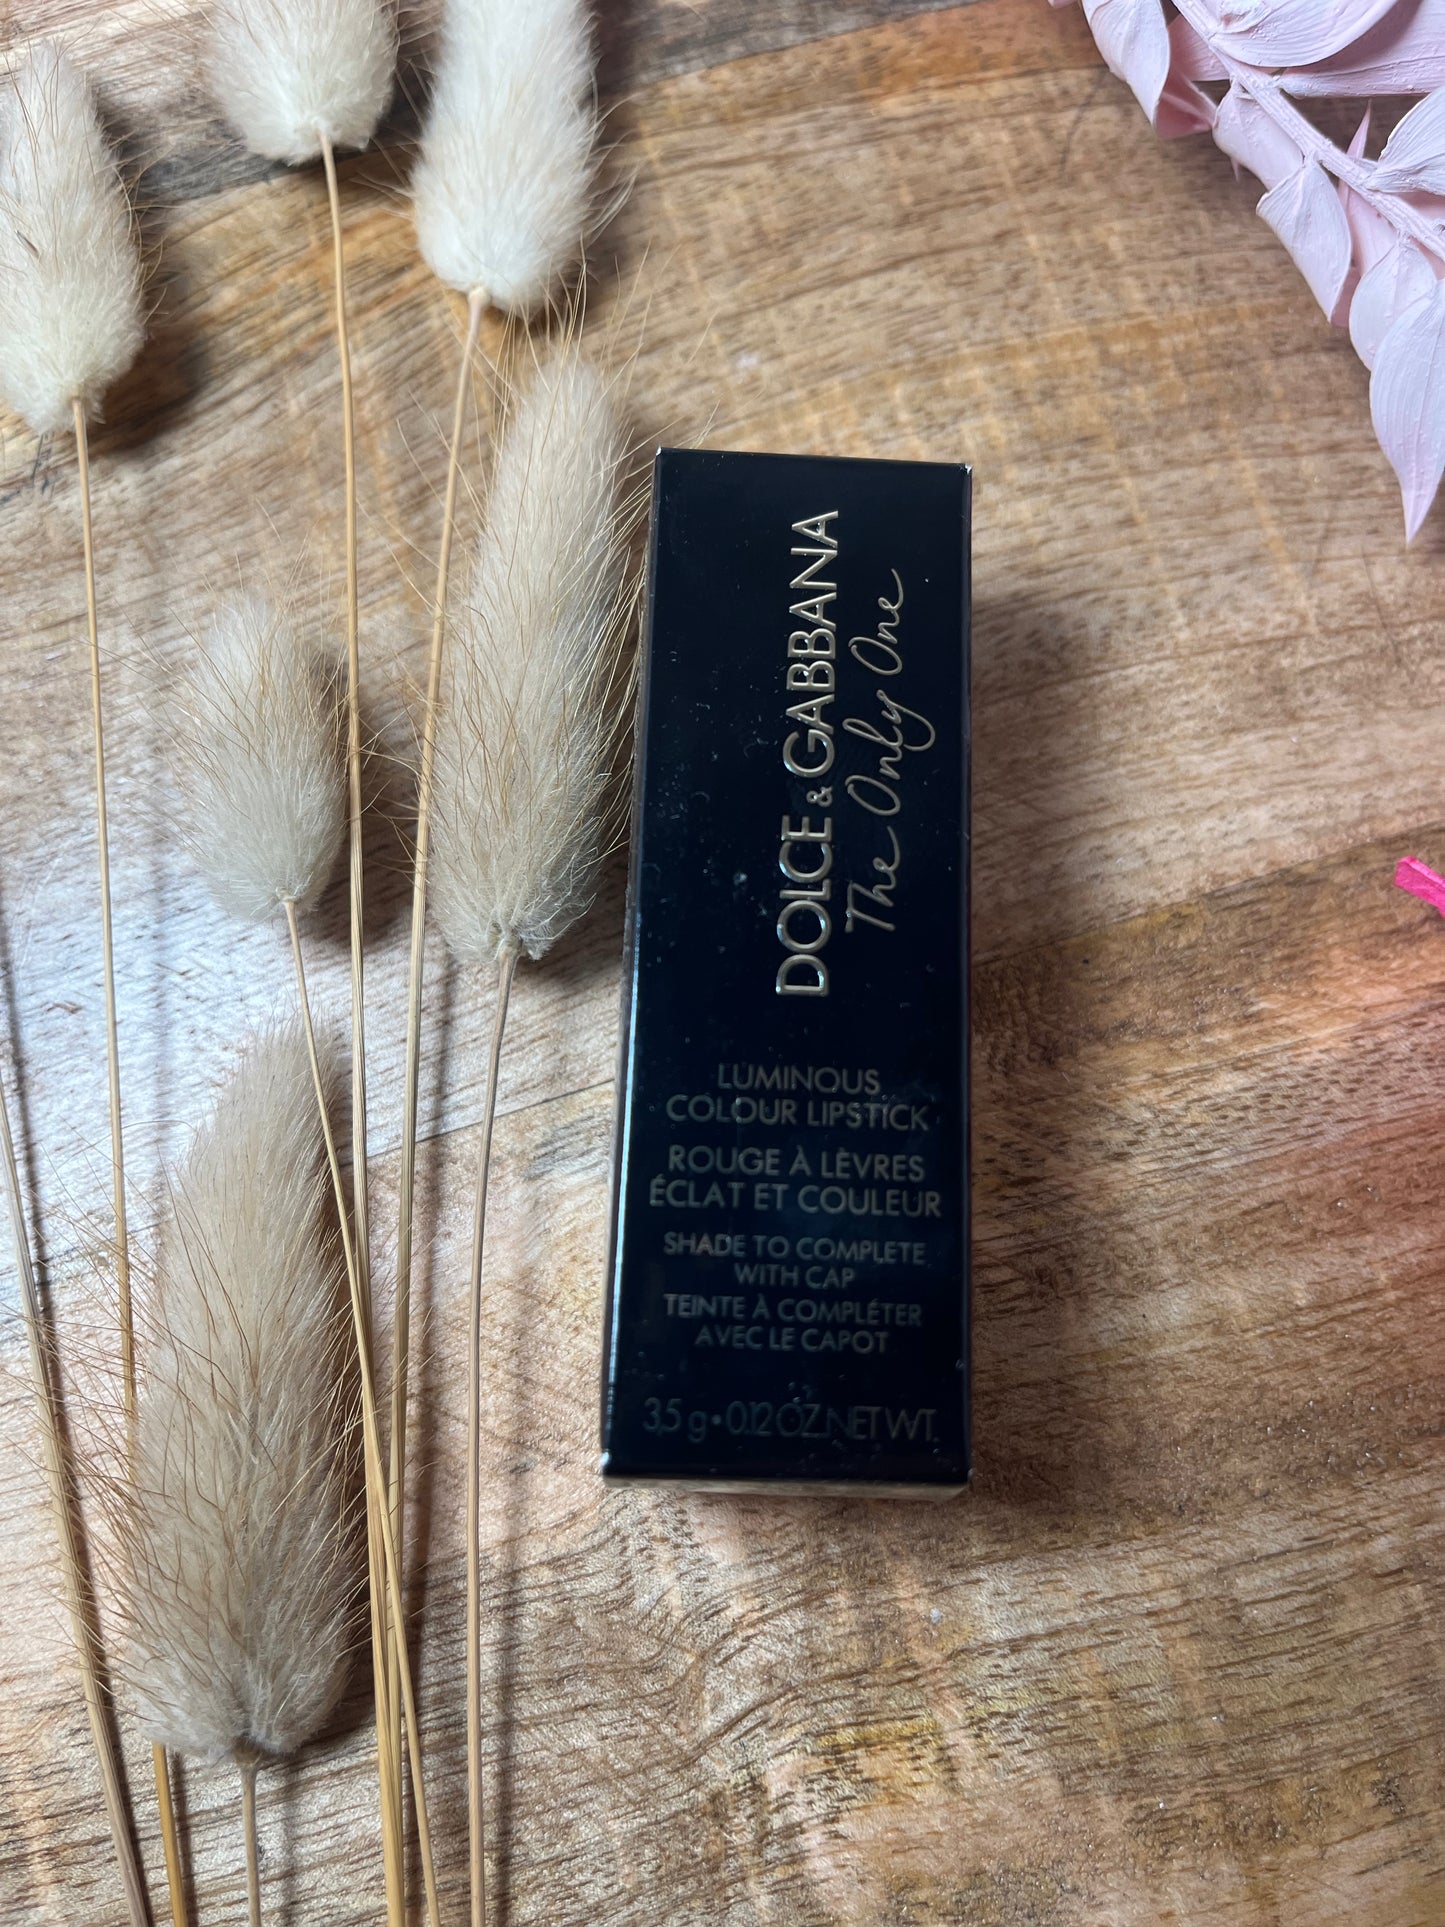 DOLCE & GABBANA
The Only One
LUMINOUS
COLOUR LIPSTICK
ROUGE À LÈVRES
ÉCLAT ET COULEUR
SHADE TO COMPLETE
WITH CAP
TEINTE À COMPLÉTER
AVEC LE CAPOT
3,5 g • 0.12 OZ. NET WT.